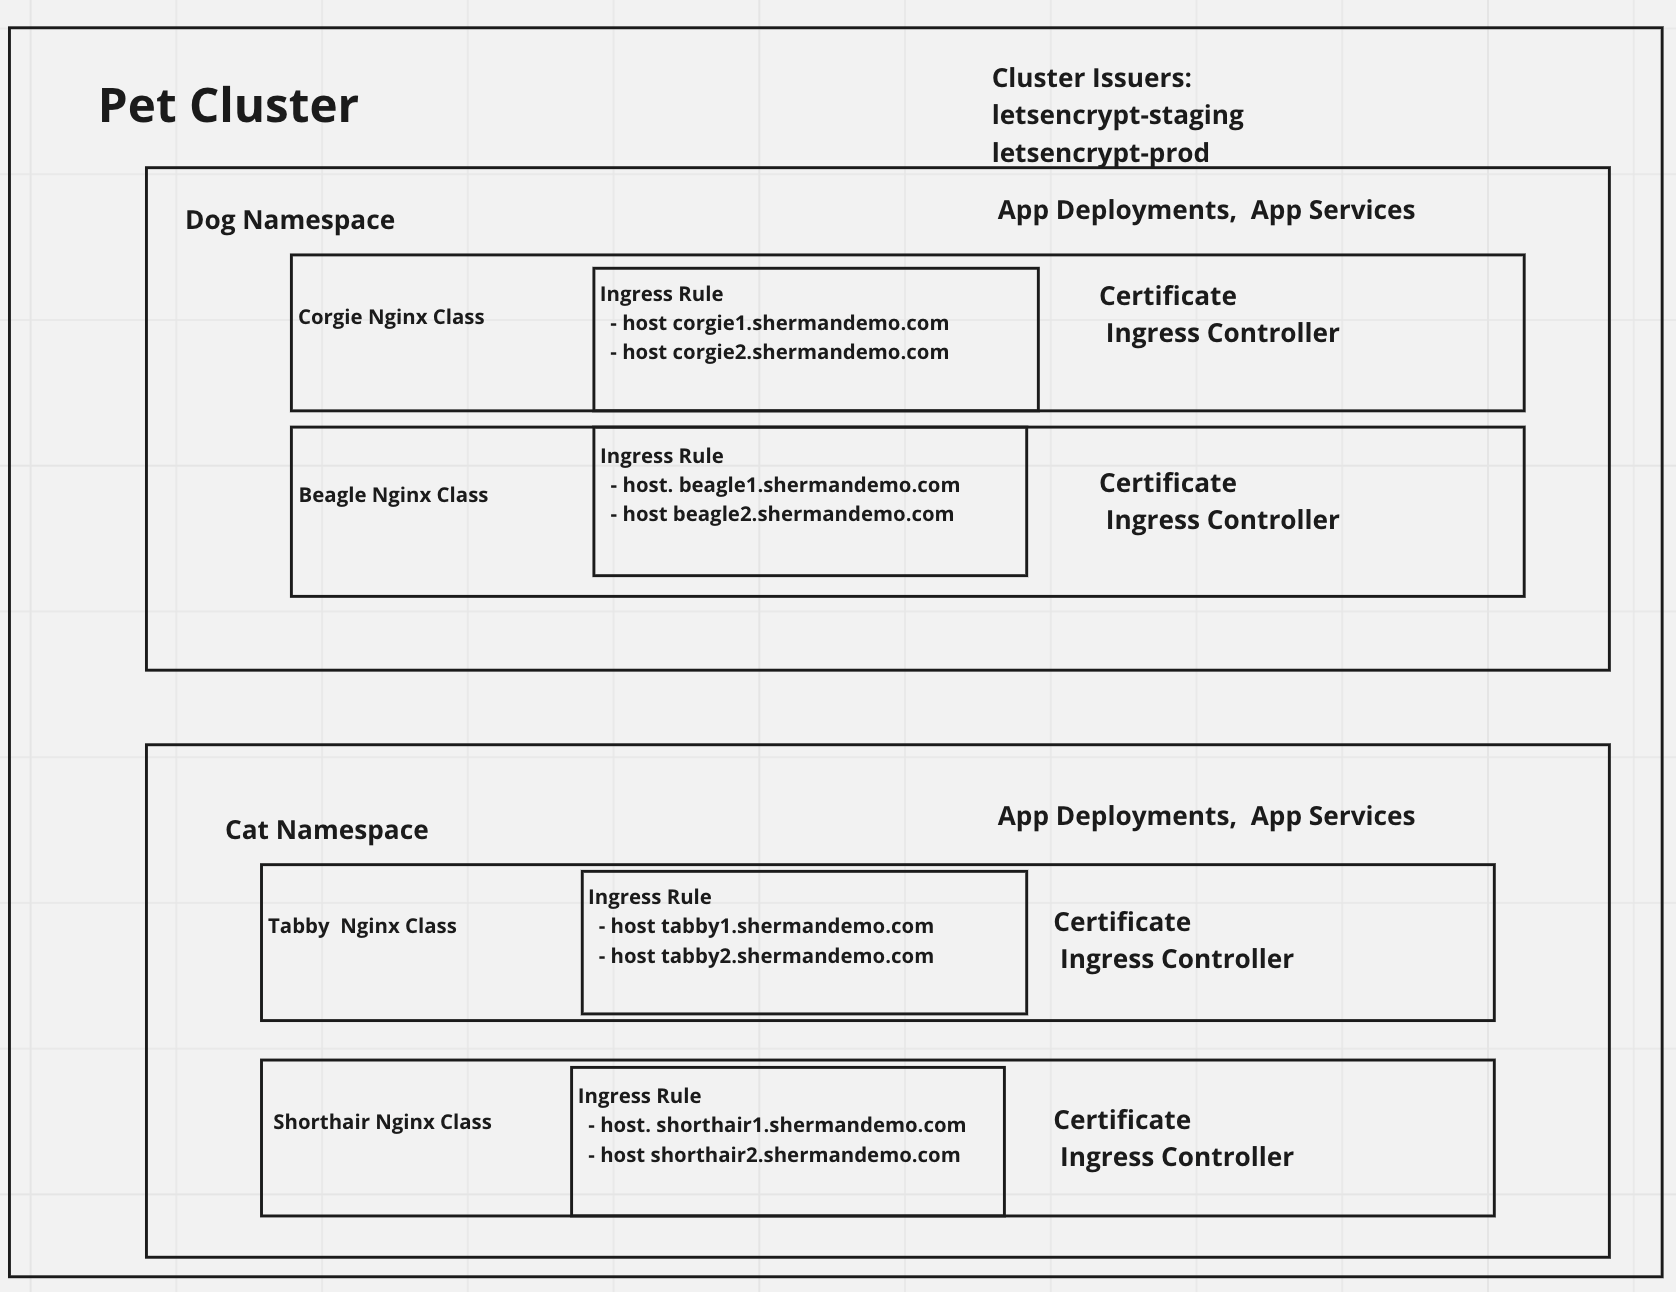 Pet Cluster
Cluster Issuers:
letsencrypt-staging
letsencrypt-prod
Dog Namespace
App Deployments,  App Services
Corgie Nginx Class
Ingress Rule
- host corgie1.shermandemo.com
- host corgie2.shermandemo.com
Certificate
Ingress Controller
Beagle Nginx Class
Ingress Rule
- host. beagle1.shermandemo.com
- host beagle2.shermandemo.com
Certificate
Ingress Controller
Cat Namespace
App Deployments,  App Services
Tabby  Nginx Class
Ingress Rule
- host tabby1.shermandemo.com
- host tabby2.shermandemo.com
Certificate
Ingress Controller
Shorthair Nginx Class
Ingress Rule
- host. shorthair1.shermandemo.com
- host shorthair2.shermandemo.com
Certificate
Ingress Controller